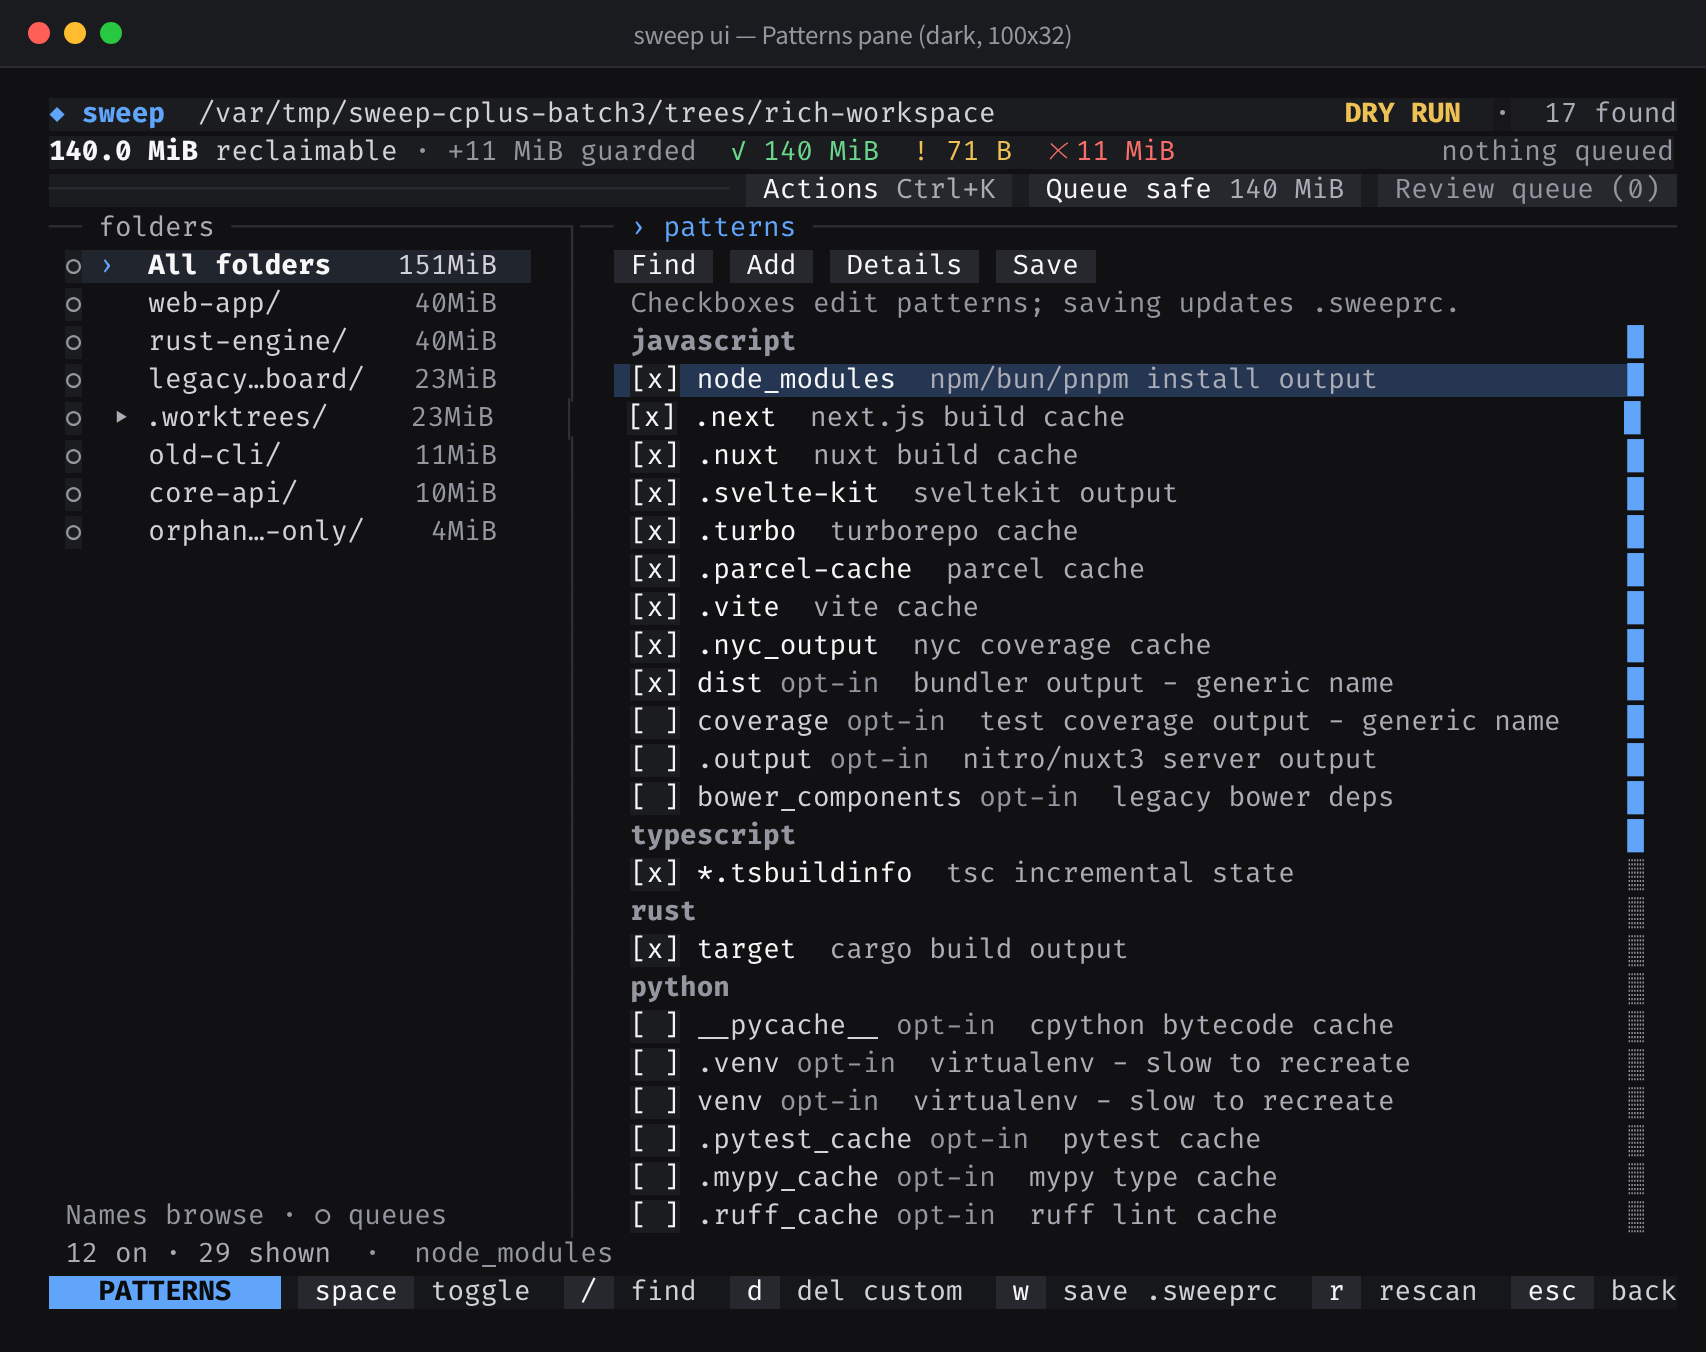 sweep ui — Patterns pane (dark, 100x32)
◆ sweep /var/tmp/sweep-cplus-batch3/trees/rich-workspace DRY RUN · 17 found
140.0 MiB reclaimable · +11 MiB guarded √ 140 MiB ! 71 B ✕ 11 MiB nothing queued
Actions Ctrl+K Queue safe 140 MiB Review queue (0)
folders
○ › All folders 151MiB
○ web-app/ 40MiB
○ rust-engine/ 40MiB
○ legacy…board/ 23MiB
○ ▸ .worktrees/ 23MiB
○ old-cli/ 11MiB
○ core-api/ 10MiB
○ orphan…-only/ 4MiB
Names browse · ○ queues
12 on · 29 shown · node_modules
› patterns
Find Add Details Save
Checkboxes edit patterns; saving updates .sweeprc.
javascript
[x] node_modules npm/bun/pnpm install output
[x] .next next.js build cache
[x] .nuxt nuxt build cache
[x] .svelte-kit sveltekit output
[x] .turbo turborepo cache
[x] .parcel-cache parcel cache
[x] .vite vite cache
[x] .nyc_output nyc coverage cache
[x] dist opt-in bundler output - generic name
[ ] coverage opt-in test coverage output - generic name
[ ] .output opt-in nitro/nuxt3 server output
[ ] bower_components opt-in legacy bower deps
typescript
[x] *.tsbuildinfo tsc incremental state
rust
[x] target cargo build output
python
[ ] __pycache__ opt-in cpython bytecode cache
[ ] .venv opt-in virtualenv - slow to recreate
[ ] venv opt-in virtualenv - slow to recreate
[ ] .pytest_cache opt-in pytest cache
[ ] .mypy_cache opt-in mypy type cache
[ ] .ruff_cache opt-in ruff lint cache
PATTERNS space toggle / find d del custom w save .sweeprc r rescan esc back